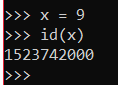 >>> x = 9
>>> id(x)
1523742000
>>>